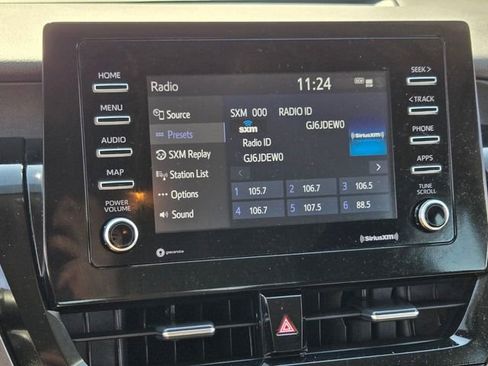 HOME
MENU
AUDIO
MAP
POWER
VOLUME
Radio
11:24
Source
Presets
SXM Replay
Station List
Options
Sound
SXM 000 RADIO ID
sxm
GJ6JDEW0
Radio ID
GJ6JDEW0
SiriusXM
1 105.7
2 106.7
3 106.5
4 106.7
5 107.5
6 88.5
SEEK >
< TRACK
PHONE
APPS
TUNE
SCROLL
gracenote
SiriusXM